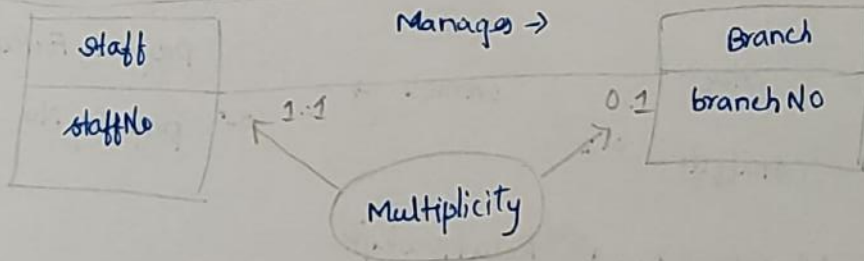 Manages →
Staff
Branch
staffNo
1..1
0..1
branchNO
Multiplicity